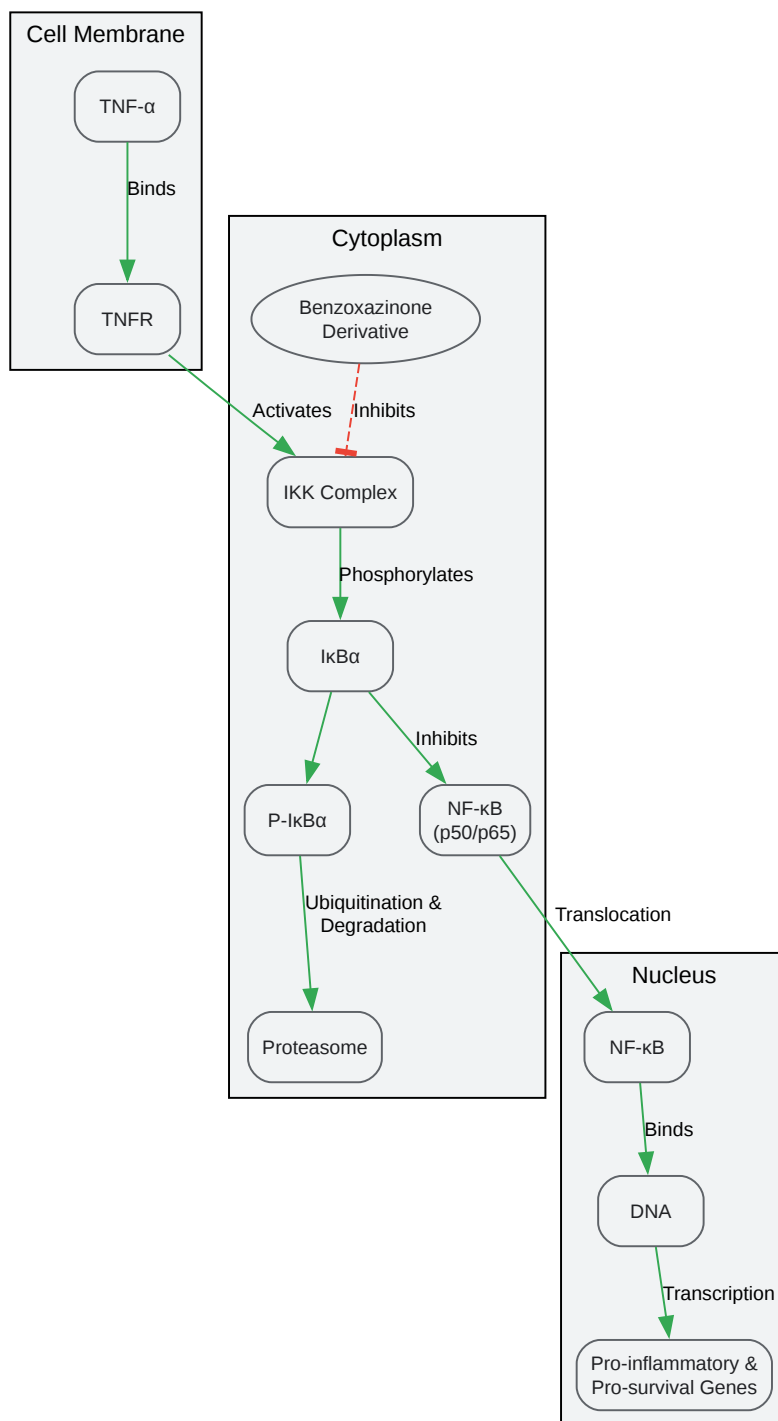 Cell Membrane
TNF-α
Binds
TNFR
Cytoplasm
Benzoxazinone
Derivative
Activates
Inhibits
IKK Complex
Phosphorylates
IκBα
Inhibits
P-IκBα
NF-κB
(p50/p65)
Ubiquitination &
Degradation
Translocation
Proteasome
Nucleus
NF-κB
Binds
DNA
Transcription
Pro-inflammatory &
Pro-survival Genes